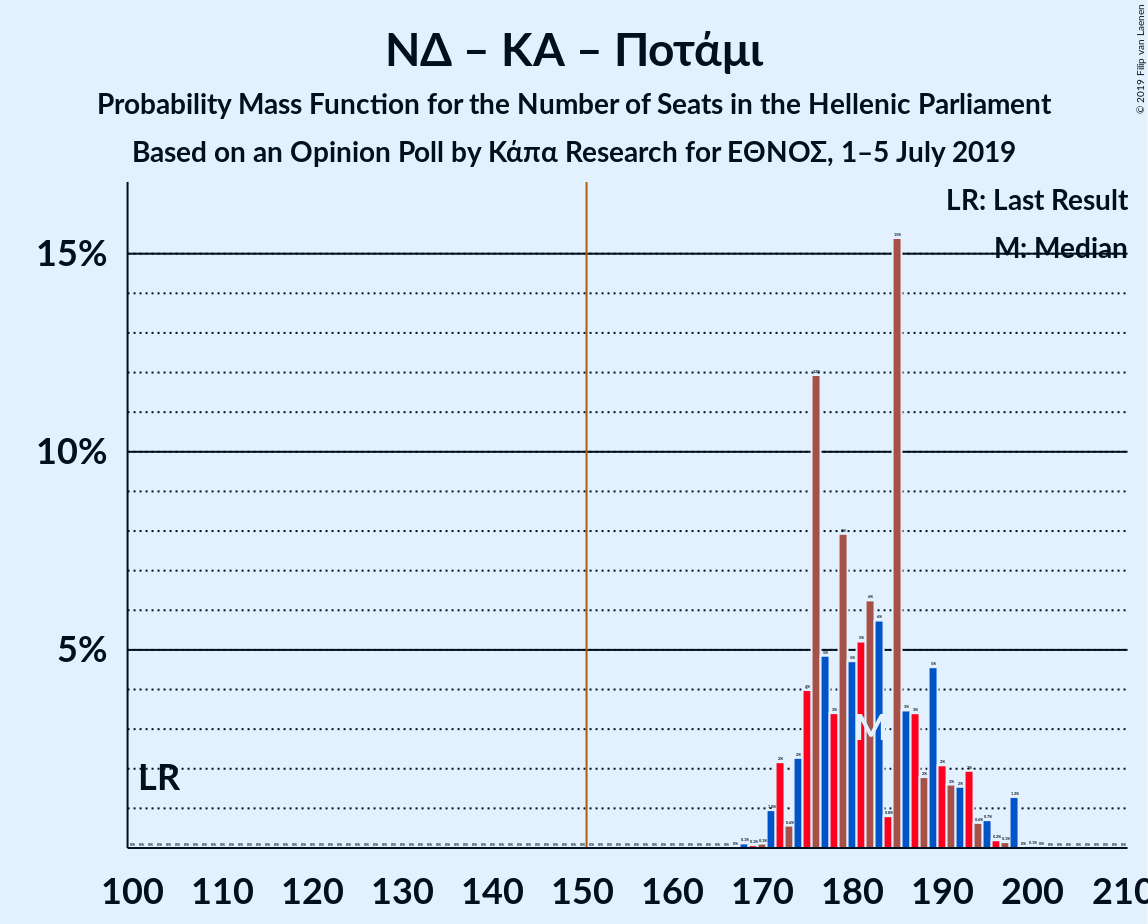 ΝΔ – ΚΑ – Ποτάμι
Probability Mass Function for the Number of Seats in the Hellenic Parliament
Based on an Opinion Poll by Κάπα Research for ΕΘΝΟΣ, 1–5 July 2019
© 2019 Filip van Laenen
LR: Last Result
M: Median
15%
10%
5%
LR
M
100 110 120 130 140 150 160 170 180 190 200 210